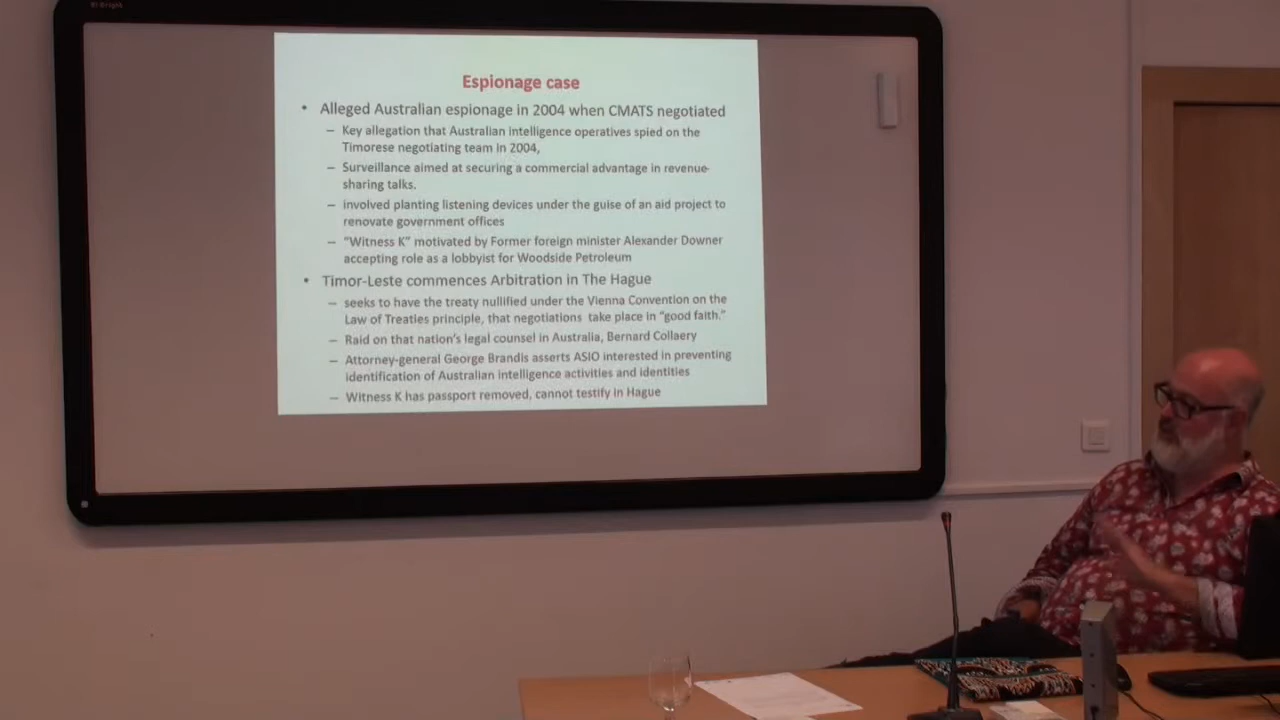 Espionage case
• Alleged Australian espionage in 2004 when CMATS negotiated
– Key allegation that Australian Intelligence operatives spied on the
Timorese negotiating team in 2004,
– Surveillance aimed at securing a commercial advantage in revenue-
sharing talks.
– involved planting listening devices under the guise of an aid project to
renovate government offices
– "Witness K" motivated by Former foreign minister Alexander Downer
accepting role as a lobbyist for Woodside Petroleum
• Timor-Leste commences Arbitration in The Hague
– seeks to have the treaty nullified under the Vienna Convention on the
Law of Treaties principle, that negotiations take place in "good faith."
– Raid on that nation's legal counsel in Australia, Bernard Collaery
– Attorney-general George Brandis asserts ASIO interested in preventing
identification of Australian intelligence activities and identities
– Witness K has passport removed, cannot testify in Hague